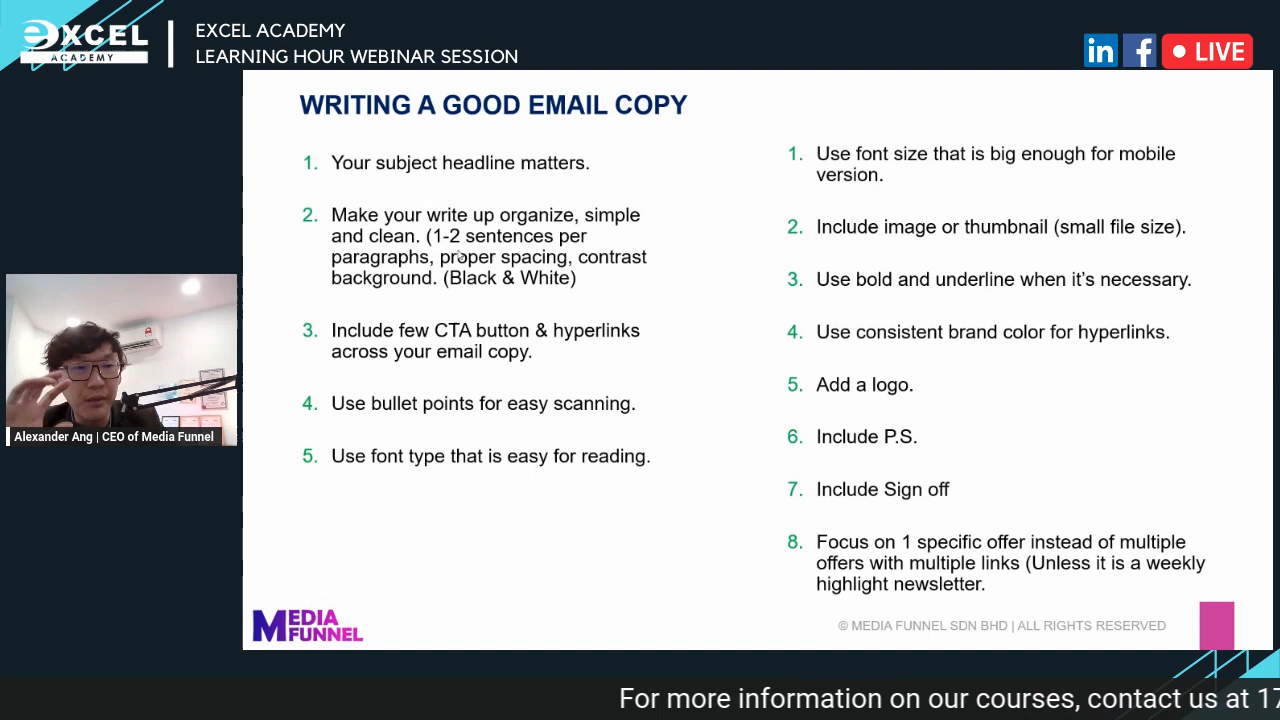 eXCEL
ACADEMY
EXCEL ACADEMY
LEARNING HOUR WEBINAR SESSION
in f LIVE
WRITING A GOOD EMAIL COPY
1. Your subject headline matters.
2. Make your write up organize, simple
and clean. (1-2 sentences per
paragraphs, proper spacing, contrast
background. (Black & White)
3. Include few CTA button & hyperlinks
across your email copy.
4. Use bullet points for easy scanning.
5. Use font type that is easy for reading.
1. Use font size that is big enough for mobile
version.
2. Include image or thumbnail (small file size).
3. Use bold and underline when it's necessary.
4. Use consistent brand color for hyperlinks.
5. Add a logo.
6. Include P.S.
7. Include Sign off
8. Focus on 1 specific offer instead of multiple
offers with multiple links (Unless it is a weekly
highlight newsletter.
Alexander Ang | CEO of Media Funnel
MEDIA
FUNNEL
© MEDIA FUNNEL SDN BHD | ALL RIGHTS RESERVED
For more information on our courses, contact us at 17